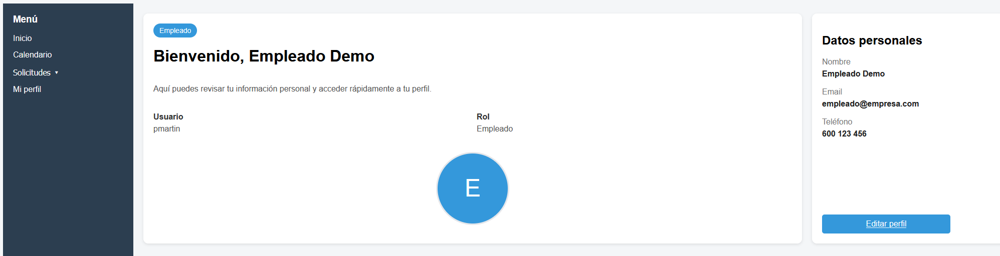 Menú
Inicio
Calendario
Solicitudes ▾
Mi perfil
Empleado
Bienvenido, Empleado Demo
Aquí puedes revisar tu información personal y acceder rápidamente a tu perfil.
Usuario
pmartin
Rol
Empleado
E
Datos personales
Nombre
Empleado Demo
Email
empleado@empresa.com
Teléfono
600 123 456
Editar perfil